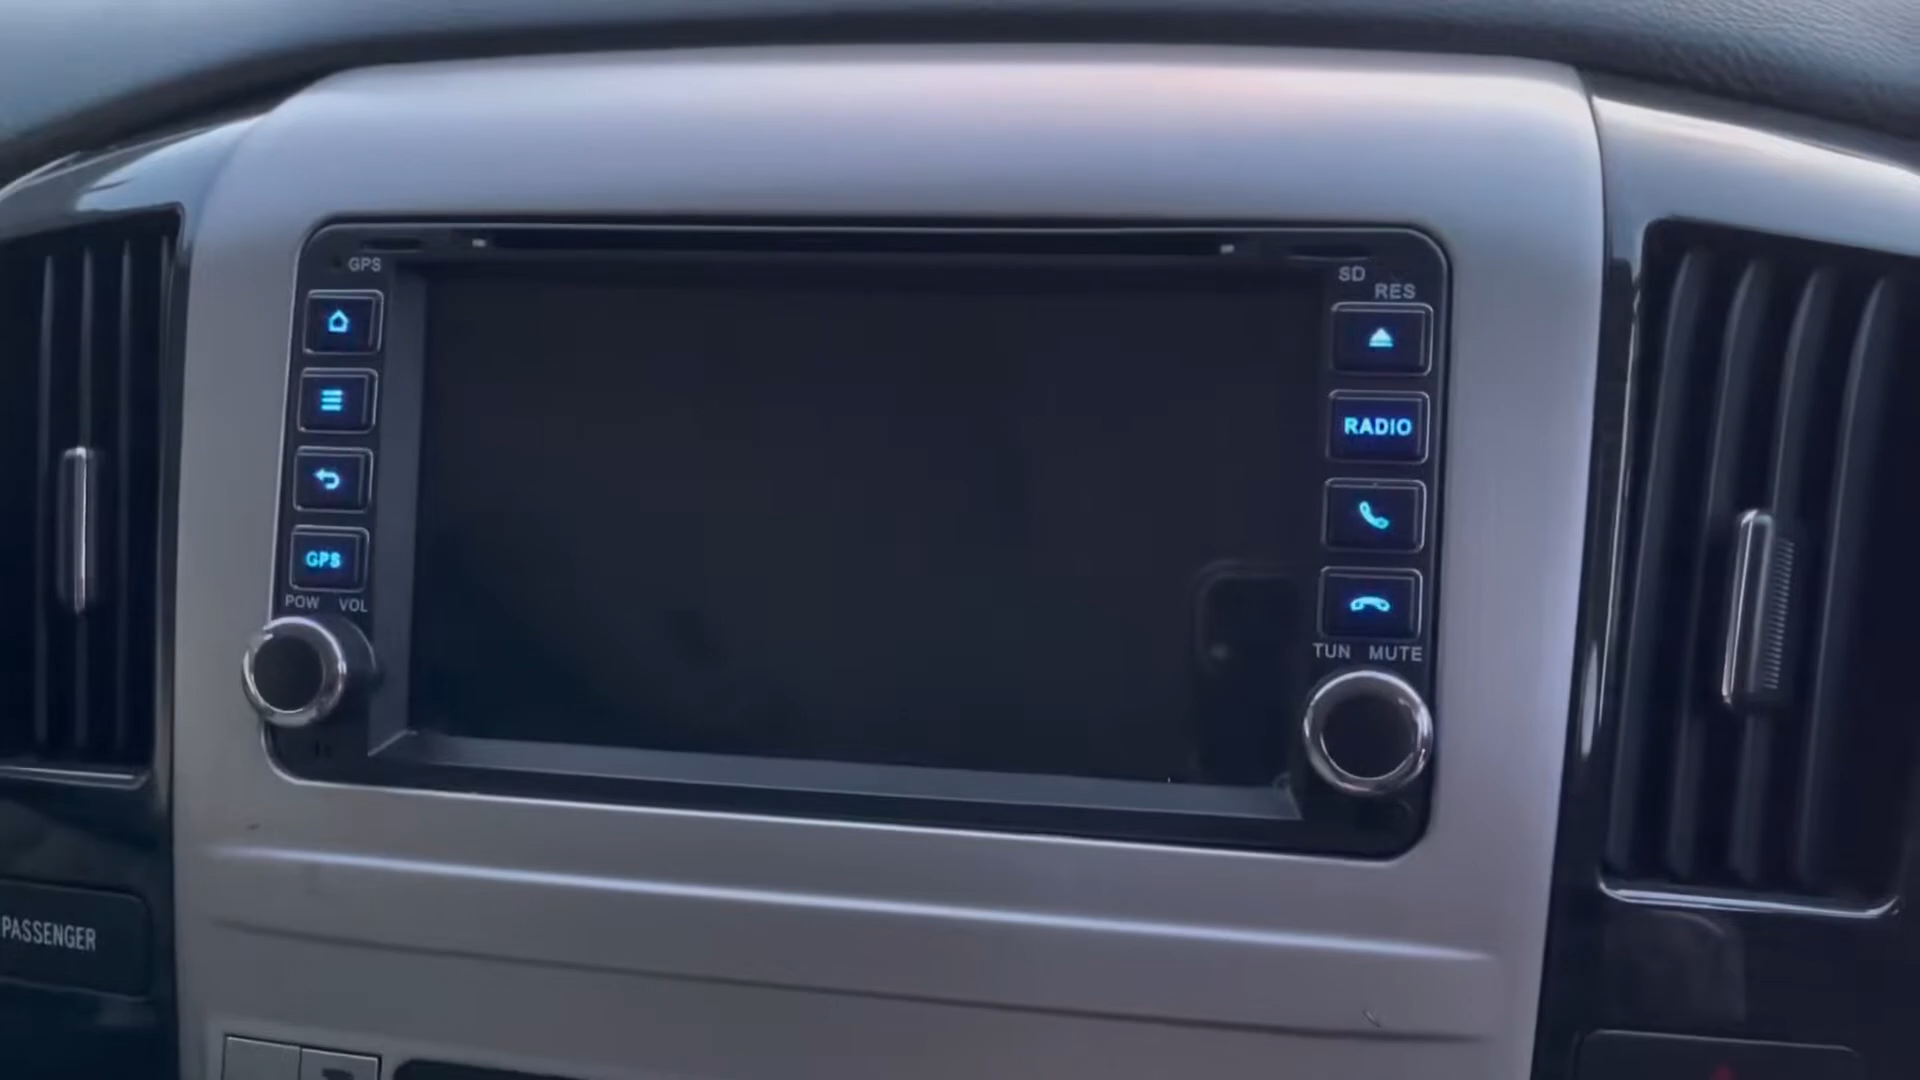 GPS
GPS
POW VOL
SD
RES
RADIO
TUN MUTE
PASSENGER